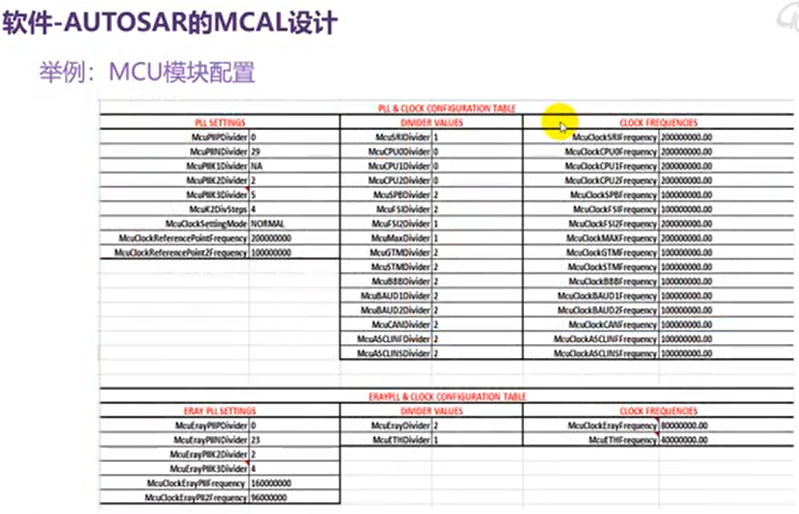 软件-AUTOSAR的MCAL设计
举例：MCU模块配置
PLL & CLOCK CONFIGURATION TABLE
PLL SETTINGS DIVIDER VALUES CLOCK FREQUENCIES
McuPllPDivider 0 McuSRIDivider 1 McuClockSRIFrequency 200000000.00
McuPllNDivider 29 McuCPU0Divider 0 McuClockCPU0Frequency 200000000.00
McuPllK1Divider NA McuCPU1Divider 0 McuClockCPU1Frequency 200000000.00
McuPllK2Divider 2 McuCPU2Divider 0 McuClockCPU2Frequency 200000000.00
McuPllK3Divider 5 McuSPBDivider 2 McuClockSPBFrequency 100000000.00
McuK2DivSteps 4 McuFSIDivider 2 McuClockFSIFrequency 100000000.00
McuClockSettingMode NORMAL McuFSI2Divider 1 McuClockFSI2Frequency 200000000.00
McuClockReferencePointFrequency 200000000 McuMaxDivider 1 McuClockMAXFrequency 200000000.00
McuClockReferencePoint2Frequency 100000000 McuGTMDivider 2 McuClockGTMFrequency 100000000.00
McuSTMDivider 2 McuClockSTMFrequency 100000000.00
McuBBBDivider 2 McuClockBBBFrequency 100000000.00
McuBAUD1Divider 2 McuClockBAUD1Frequency 100000000.00
McuBAUD2Divider 2 McuClockBAUD2Frequency 100000000.00
McuCANDivider 2 McuClockCANFrequency 100000000.00
McuASCLINFDivider 2 McuClockASCLINFFrequency 100000000.00
McuASCLINSDivider 2 McuClockASCLINSFrequency 100000000.00
ERAYPLL & CLOCK CONFIGURATION TABLE
ERAY PLL SETTINGS DIVIDER VALUES CLOCK FREQUENCIES
McuErayPllPDivider 0 McuErayDivider 2 McuClockErayFrequency 80000000.00
McuErayPllNDivider 23 McuETHDivider 1 McuETHFrequency 40000000.00
McuErayPllK2Divider 2
McuErayPllK3Divider 4
McuClockErayPllFrequency 160000000
McuClockErayPll2Frequency 96000000